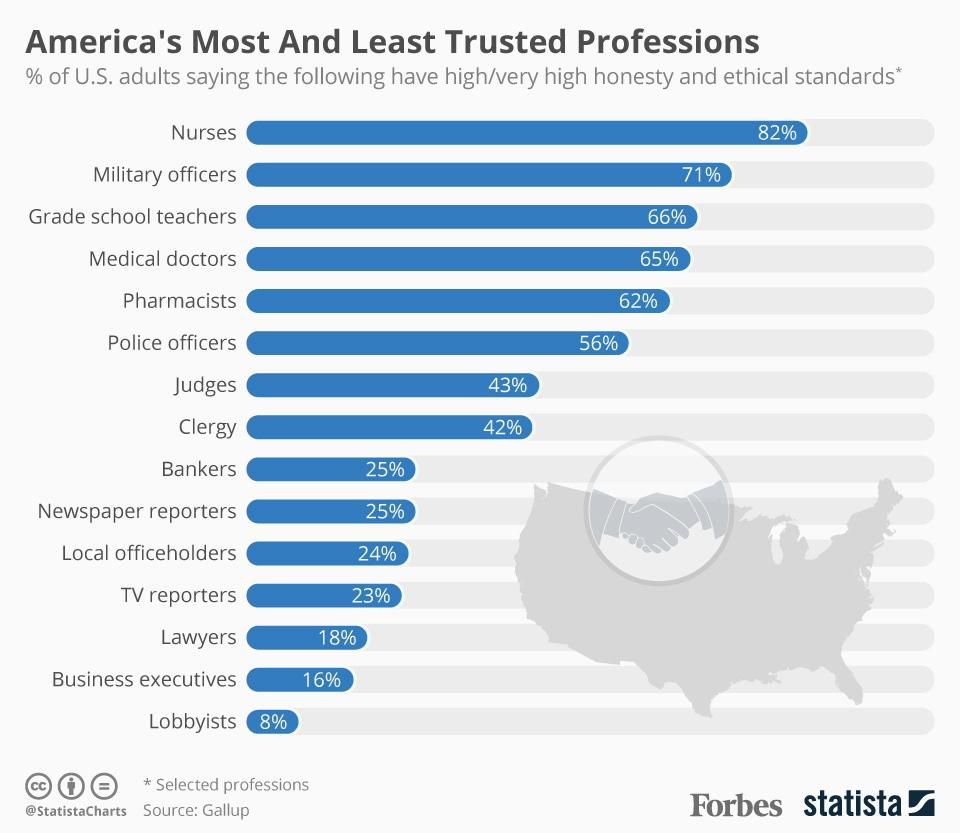 America's Most And Least Trusted Professions
% of U.S. adults saying the following have high/very high honesty and ethical standards*
Nurses 82%
Military officers 71%
Grade school teachers 66%
Medical doctors 65%
Pharmacists 62%
Police officers 56%
Judges 43%
Clergy 42%
Bankers 25%
Newspaper reporters 25%
Local officeholders 24%
TV reporters 23%
Lawyers 18%
Business executives 16%
Lobbyists 8%
cc = * Selected professions
@StatistaCharts Source: Gallup
Forbes statista